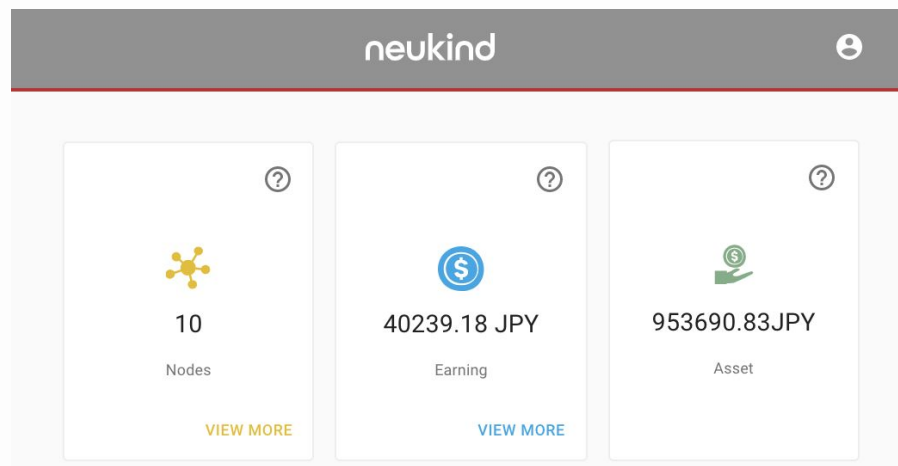 neukind
10
Nodes
VIEW MORE
40239.18 JPY
Earning
VIEW MORE
953690.83JPY
Asset